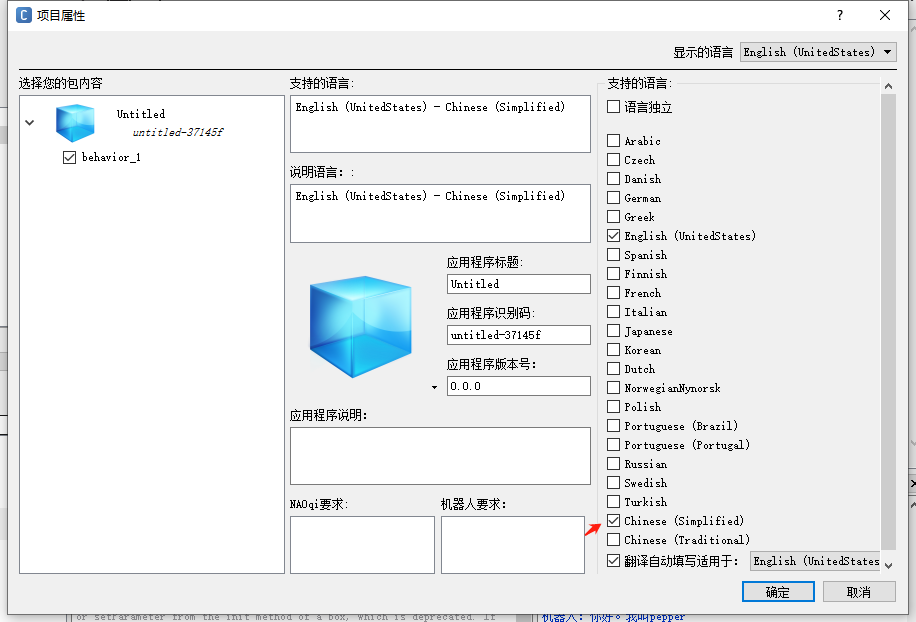 项目属性
?
显示的语言 English (UnitedStates)
选择您的包内容
Untitled
untitled-37145f
behavior_1
支持的语言:
English (UnitedStates) - Chinese (Simplified)
说明语言: :
English (UnitedStates) - Chinese (Simplified)
应用程序标题:
Untitled
应用程序识别码:
untitled-37145f
应用程序版本号:
0.0.0
应用程序说明:
NAOqi要求:
机器人要求:
支持的语言:
语言独立
Arabic
Czech
Danish
German
Greek
English (UnitedStates)
Spanish
Finnish
French
Italian
Japanese
Korean
Dutch
NorwegianNynorsk
Polish
Portuguese (Brazil)
Portuguese (Portugal)
Russian
Swedish
Turkish
Chinese (Simplified)
Chinese (Traditional)
翻译自动填写适用于: English (UnitedStates
确定
取消
or setParameter from the init method of a box, which is deprecated. If
机器人: 你好。我叫pepper